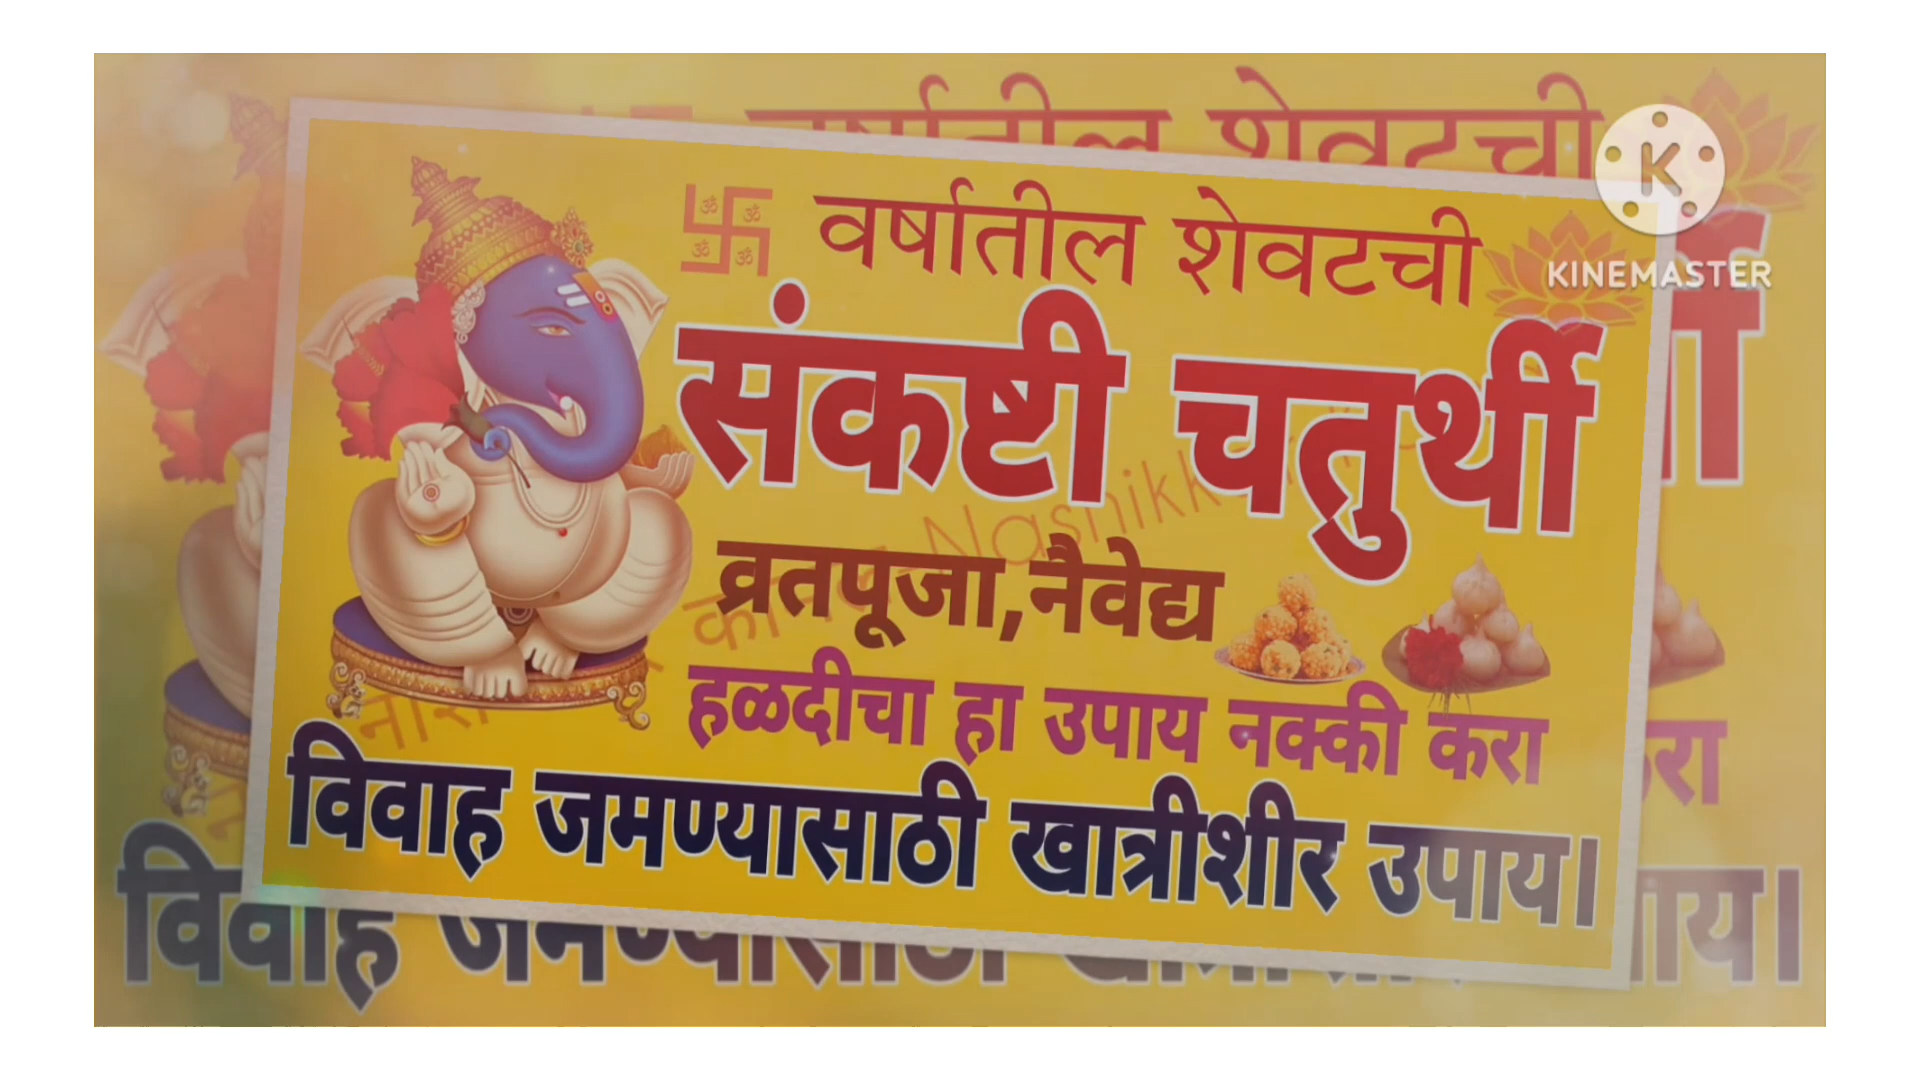 वर्षातील शेवटची
संकष्टी चतुर्थी
व्रतपूजा,नैवेद्य
हळदीचा हा उपाय नक्की करा
विवाह जमण्यासाठी खात्रीशीर उपाय।
K
KINEMASTER